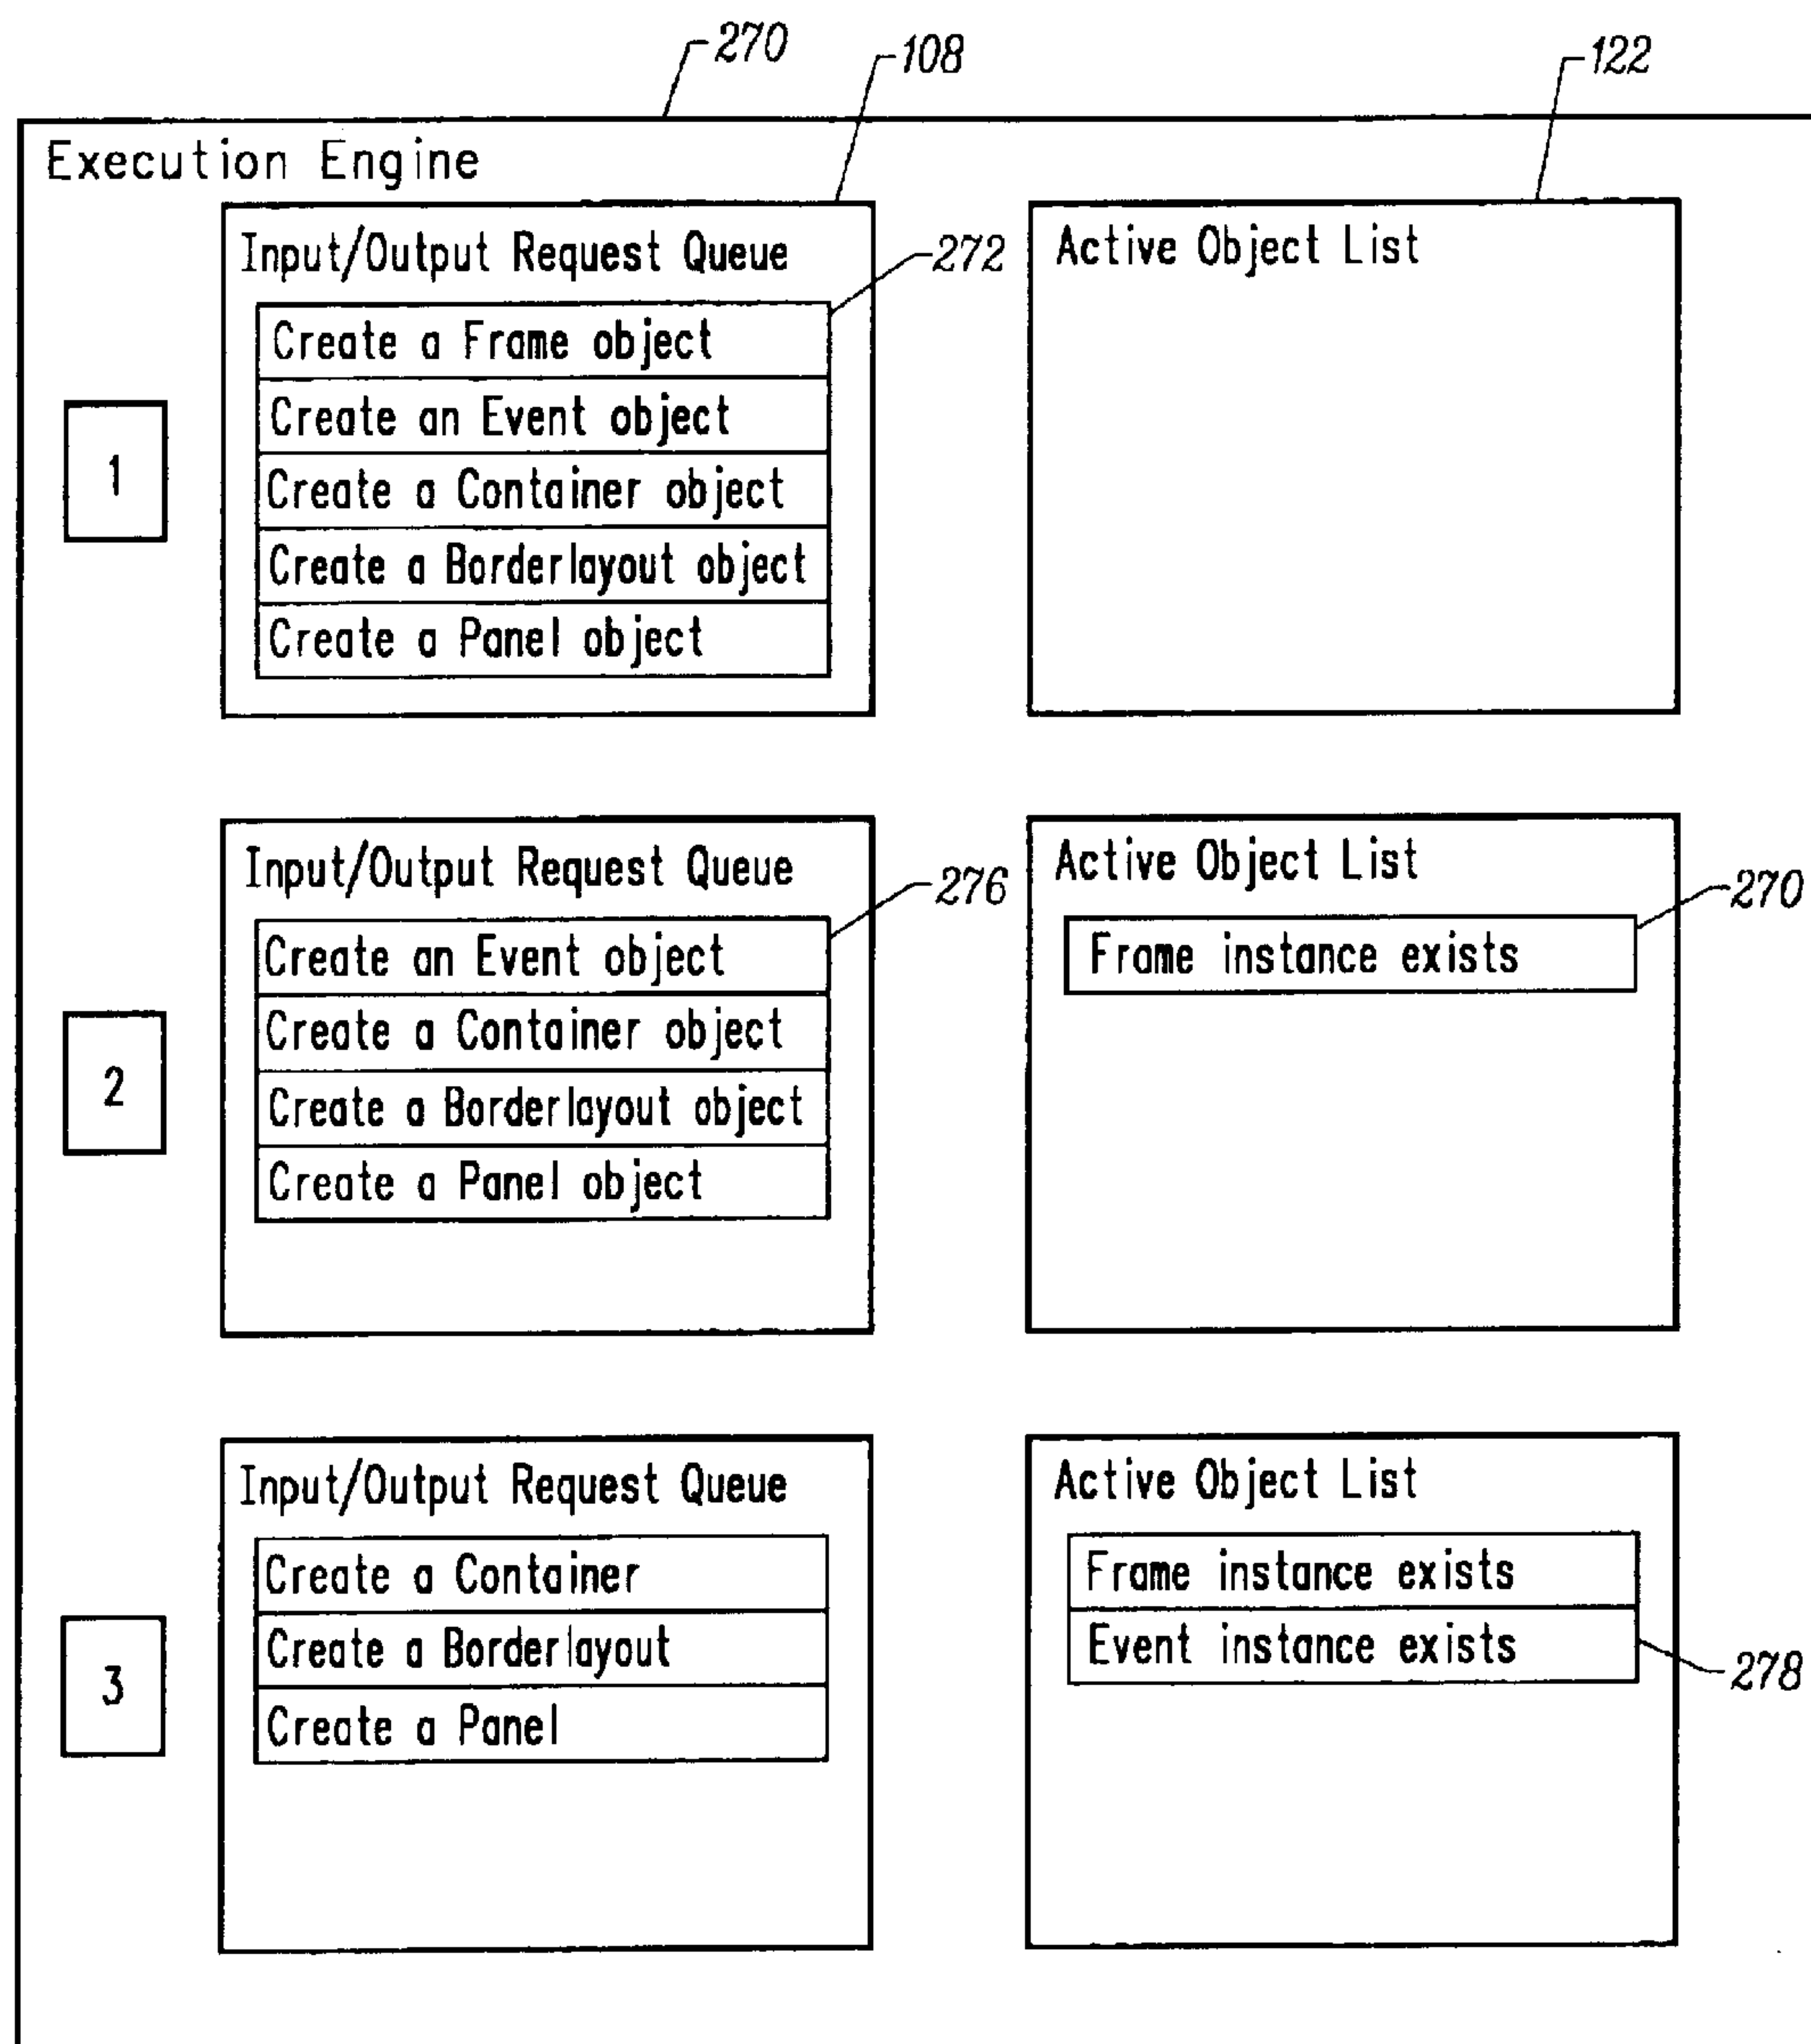 270
108
122
Execution Engine
Input/Output Request Queue
272
Active Object List
Create a Frame object
Create an Event object
1
Create a Container object
Create a Borderlayout object
Create a Panel object
Input/Output Request Queue
276
Active Object List
270
Create an Event object
Frame instance exists
Create a Container object
2
Create a Borderlayout object
Create a Panel object
Input/Output Request Queue
Active Object List
Create a Container
Frame instance exists
Create a Borderlayout
Event instance exists
3
278
Create a Panel